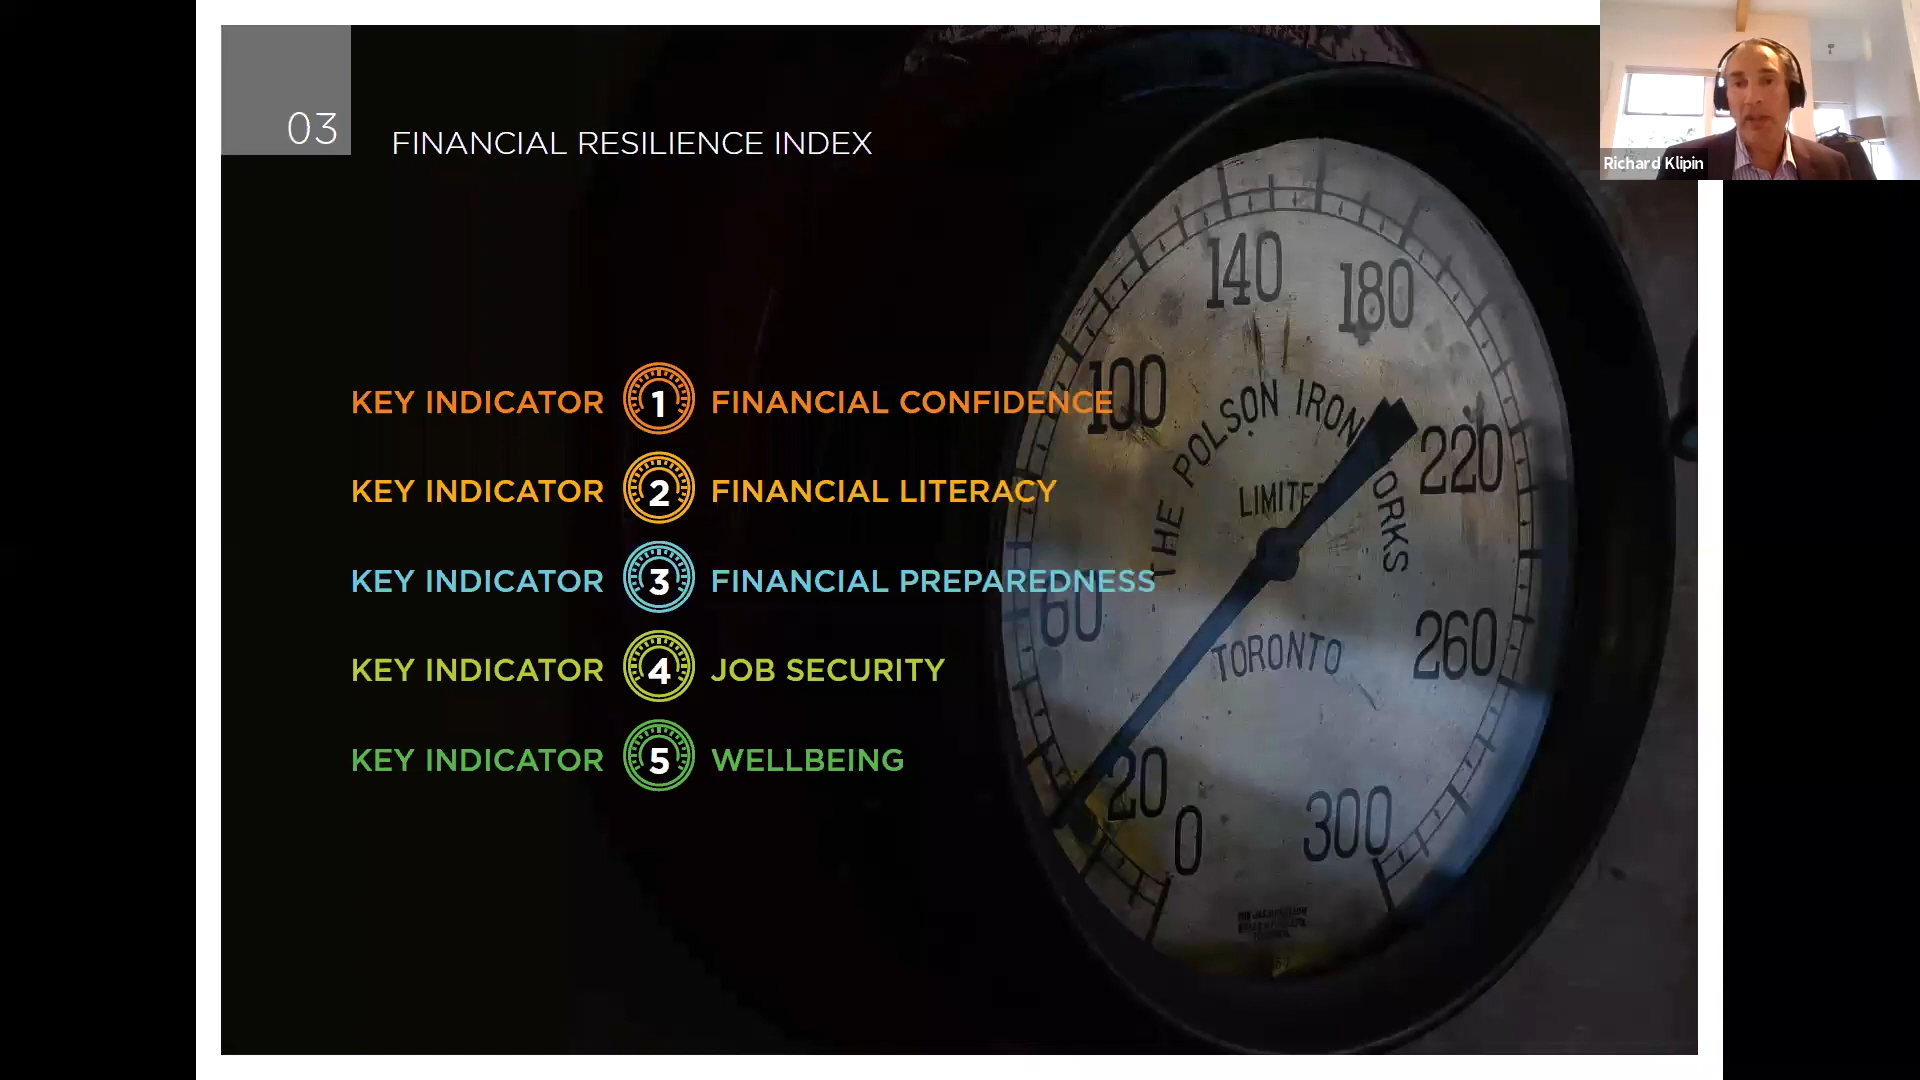 03
FINANCIAL RESILIENCE INDEX
Richard Klipin
KEY INDICATOR 1 FINANCIAL CONFIDENCE
KEY INDICATOR 2 FINANCIAL LITERACY
KEY INDICATOR 3 FINANCIAL PREPAREDNESS
KEY INDICATOR 4 JOB SECURITY
KEY INDICATOR 5 WELLBEING
0
20
60
100
140
180
220
260
300
THE POLSON IRON ORKS
LIMITE
TORONTO